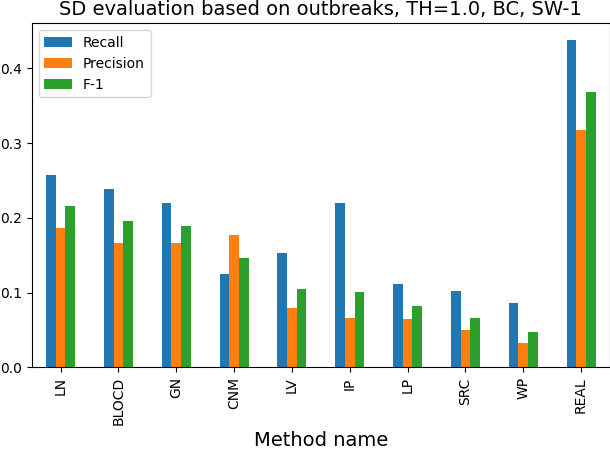 SD evaluation based on outbreaks, TH=1.0, BC, SW-1
Recall
Precision
F-1
0.4
0.3
0.2
0.1
0.0
LN
BLOCD
GN
CNM
LV
IP
LP
SRC
WP
REAL
Method name